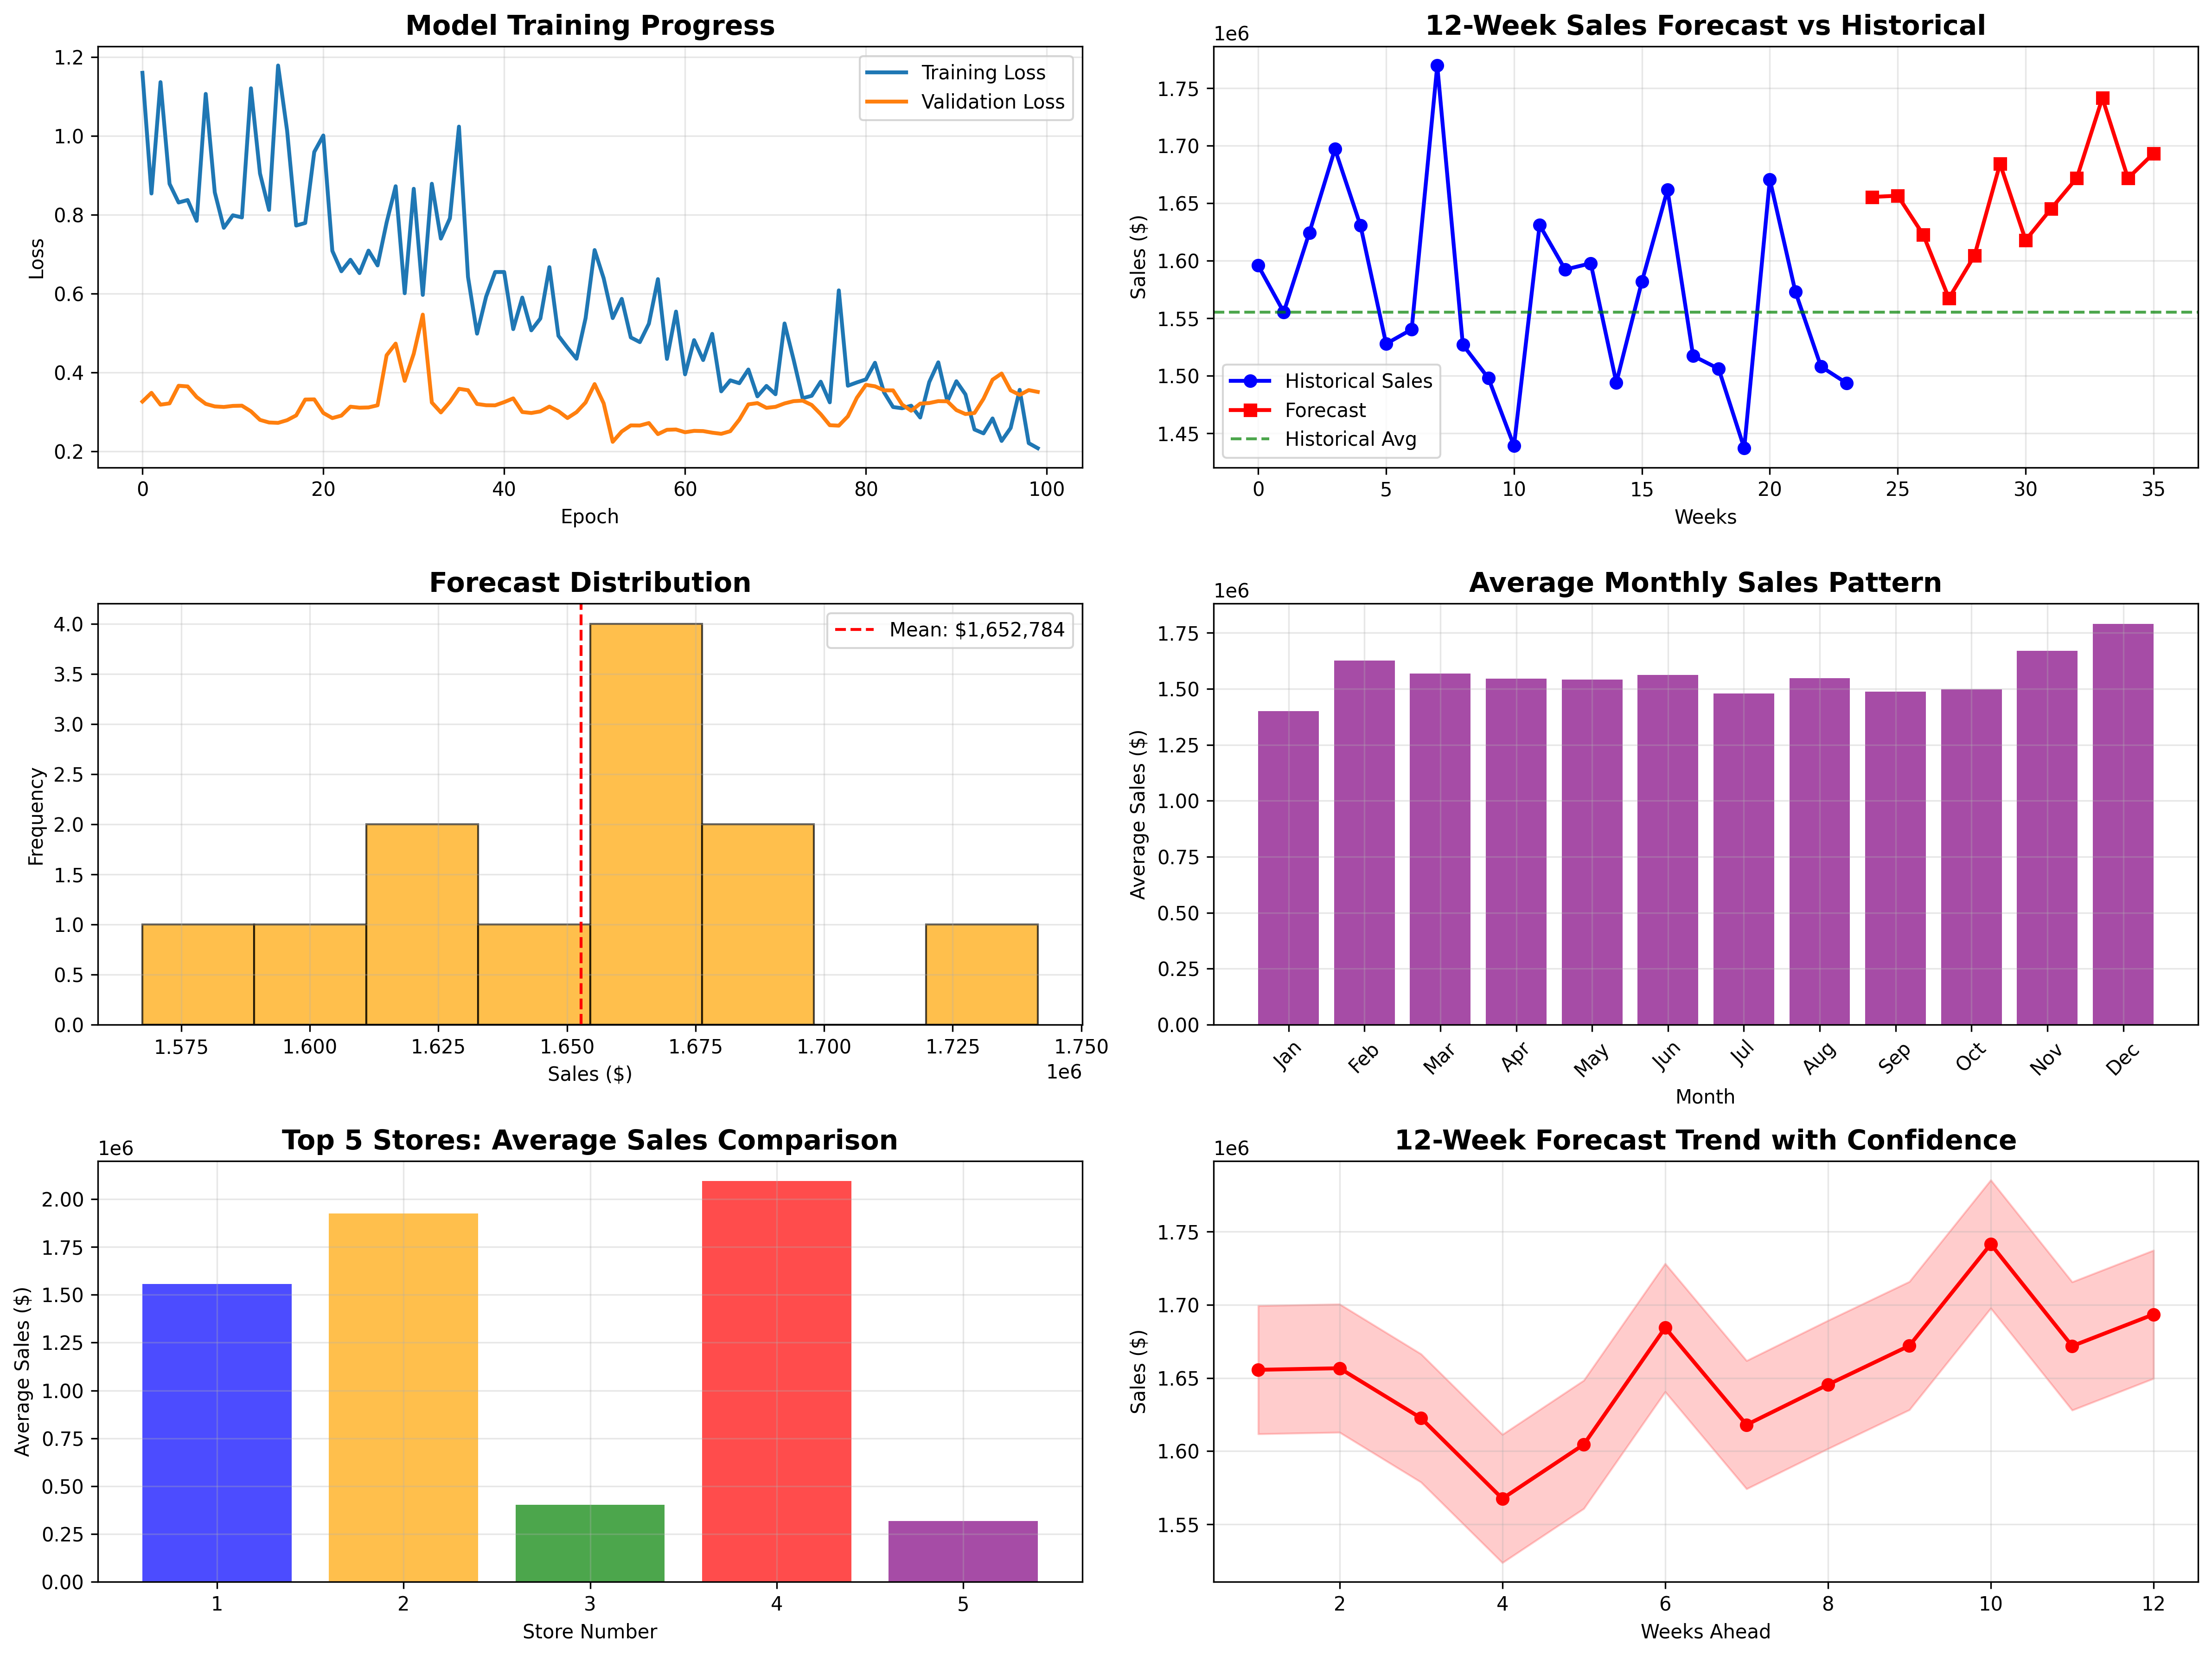 Model Training Progress
Training Loss
Validation Loss
1.2
1.0
0.8
0.6
0.4
0.2
Loss
0 20 40 60 80 100
Epoch
12-Week Sales Forecast vs Historical
1e6
1.75
1.70
1.65
1.60
1.55
1.50
1.45
Sales ($)
Historical Sales
Forecast
Historical Avg
0 5 10 15 20 25 30 35
Weeks
Forecast Distribution
Mean: $1,652,784
4.0
3.5
3.0
2.5
2.0
1.5
1.0
0.5
0.0
Frequency
1.575 1.600 1.625 1.650 1.675 1.700 1.725 1.750
Sales ($)
1e6
Average Monthly Sales Pattern
1e6
1.75
1.50
1.25
1.00
0.75
0.50
0.25
0.00
Average Sales ($)
Jan Feb Mar Apr May Jun Jul Aug Sep Oct Nov Dec
Month
Top 5 Stores: Average Sales Comparison
1e6
2.00
1.75
1.50
1.25
1.00
0.75
0.50
0.25
0.00
Average Sales ($)
1 2 3 4 5
Store Number
12-Week Forecast Trend with Confidence
1e6
1.75
1.70
1.65
1.60
1.55
Sales ($)
2 4 6 8 10 12
Weeks Ahead